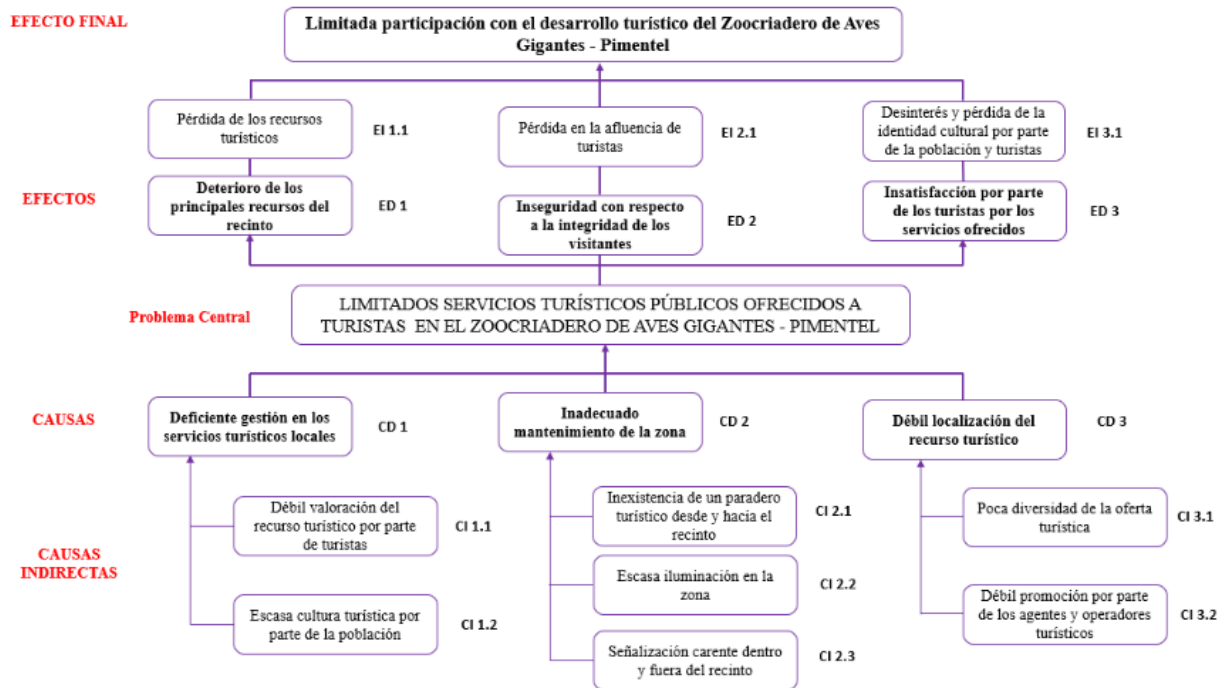 EFECTO FINAL
Limitada participación con el desarrollo turístico del Zoocriadero de Aves
Gigantes - Pimentel
Pérdida de los recursos
turísticos
EI 1.1
Pérdida en la afluencia de
turistas
EI 2.1
Desinterés y pérdida de la
identidad cultural por parte
de la población y turistas
EI 3.1
EFECTOS
Deterioro de los
principales recursos del
recinto
ED 1
Inseguridad con respecto
a la integridad de los
visitantes
ED 2
Insatisfacción por parte
de los turistas por los
servicios ofrecidos
ED 3
Problema Central
LIMITADOS SERVICIOS TURÍSTICOS PÚBLICOS OFRECIDOS A
TURISTAS EN EL ZOOCRIADERO DE AVES GIGANTES - PIMENTEL
CAUSAS
Deficiente gestión en los
servicios turísticos locales
CD 1
Inadecuado
mantenimiento de la zona
CD 2
Débil localización del
recurso turístico
CD 3
CAUSAS
INDIRECTAS
Débil valoración del
recurso turístico por parte
de turistas
CI 1.1
Escasa cultura turística por
parte de la población
CI 1.2
Inexistencia de un paradero
turístico desde y hacia el
recinto
CI 2.1
Escasa iluminación en la
zona
CI 2.2
Señalización carente dentro
y fuera del recinto
CI 2.3
Poca diversidad de la oferta
turística
CI 3.1
Débil promoción por parte
de los agentes y operadores
turísticos
CI 3.2